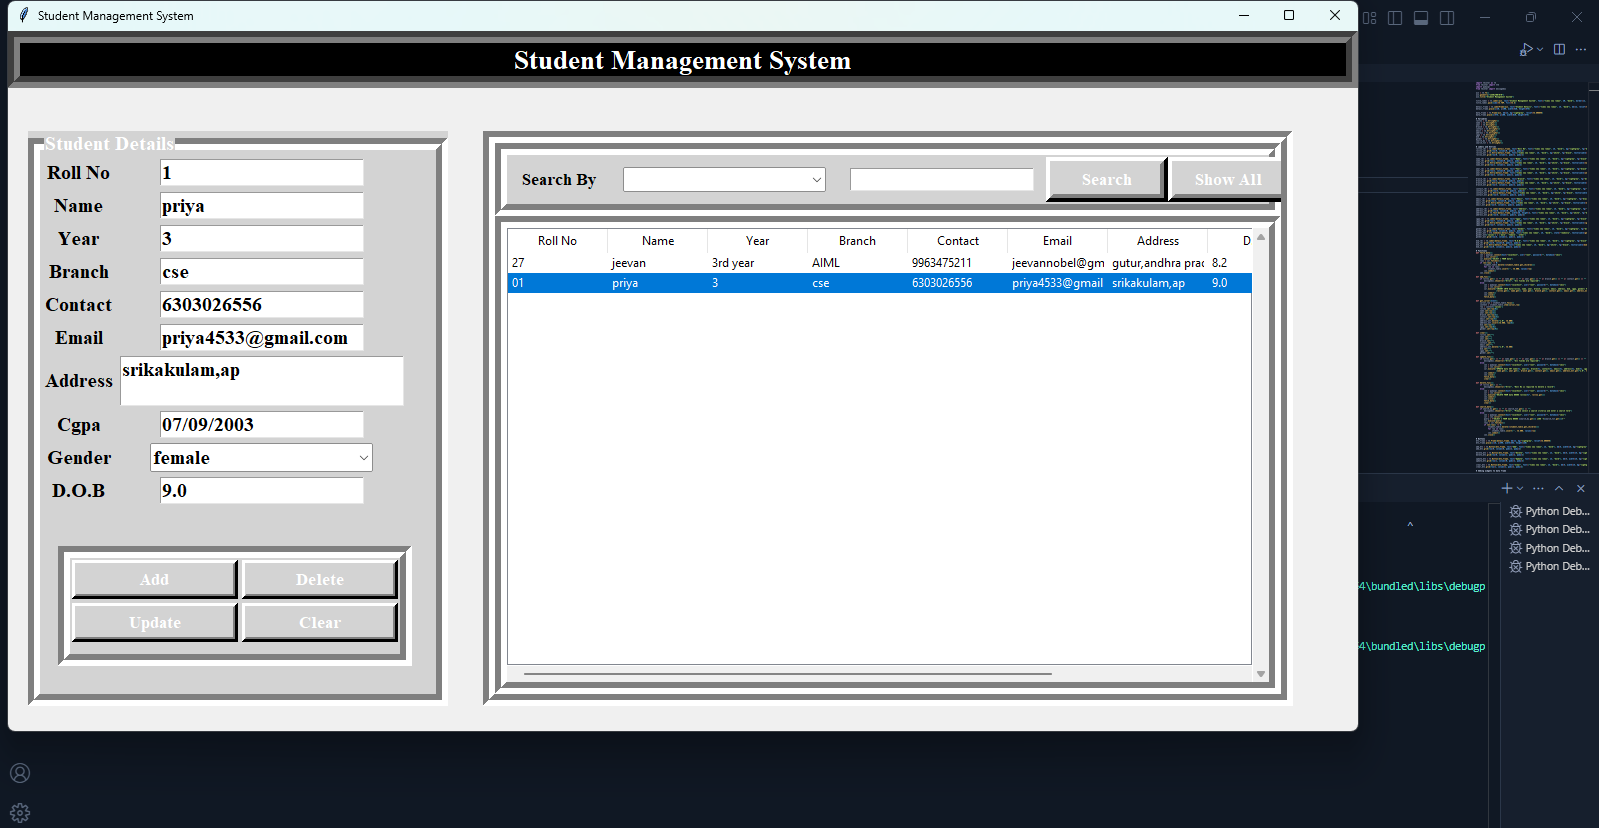 Student Management System
Student Management System
Student Details
Roll No 1
Name priya
Year 3
Branch cse
Contact 6303026556
Email priya4533@gmail.com
Address srikakulam,ap
Cgpa 07/09/2003
Gender female
D.O.B 9.0
Add Delete
Update Clear
Search By Search Show All
Roll No Name Year Branch Contact Email Address D
27 jeevan 3rd year AIML 9963475211 jeevannobel@gm gutur,andhra prac 8.2
01 priya 3 cse 6303026556 priya4533@gmail srikakulam,ap 9.0
Python Deb...
Python Deb...
Python Deb...
Python Deb...
4\bundled\libs\debugp
4\bundled\libs\debugp